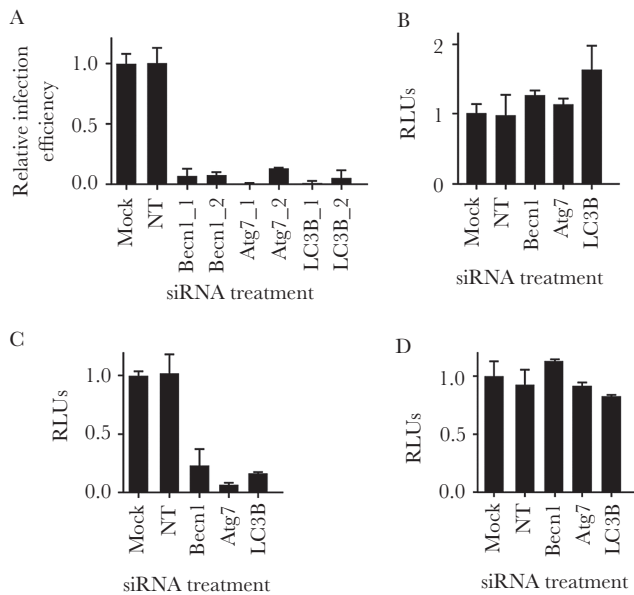 A
Relative infection
efficiency
1.0
0.5
0.0
Mock
NT
Becn1_1
Becn1_2
Atg7_1
Atg7_2
LC3B_1
LC3B_2
siRNA treatment
B
RLUs
2
1
0
Mock
NT
Becn1
Atg7
LC3B
siRNA treatment
C
RLUs
1.0
0.5
0.0
Mock
NT
Becn1
Atg7
LC3B
siRNA treatment
D
RLUs
1.0
0.5
0.0
Mock
NT
Becn1
Atg7
LC3B
siRNA treatment